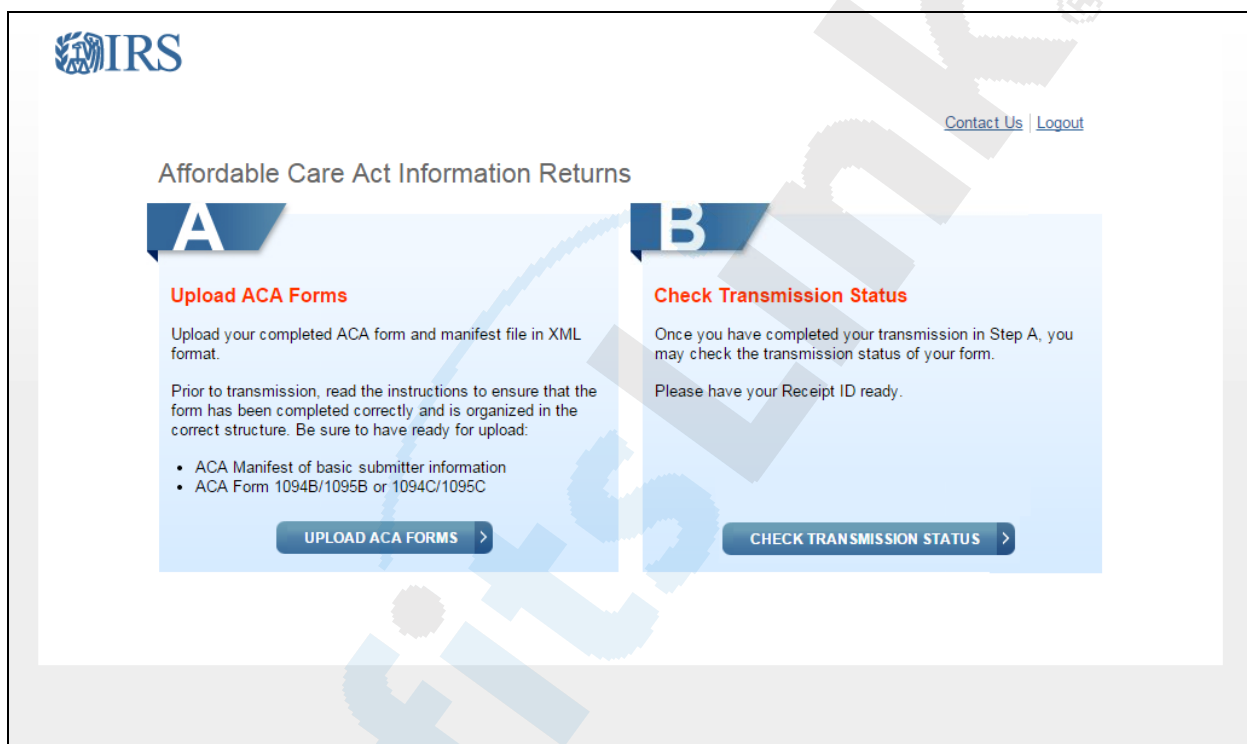 IRS
Contact Us | Logout
Affordable Care Act Information Returns
A
Upload ACA Forms
Upload your completed ACA form and manifest file in XML
format.
Prior to transmission, read the instructions to ensure that the
form has been completed correctly and is organized in the
correct structure. Be sure to have ready for upload:
• ACA Manifest of basic submitter information
• ACA Form 1094B/1095B or 1094C/1095C
UPLOAD ACA FORMS >
B
Check Transmission Status
Once you have completed your transmission in Step A, you
may check the transmission status of your form.
Please have your Receipt ID ready.
CHECK TRANSMISSION STATUS >
fitsLink®